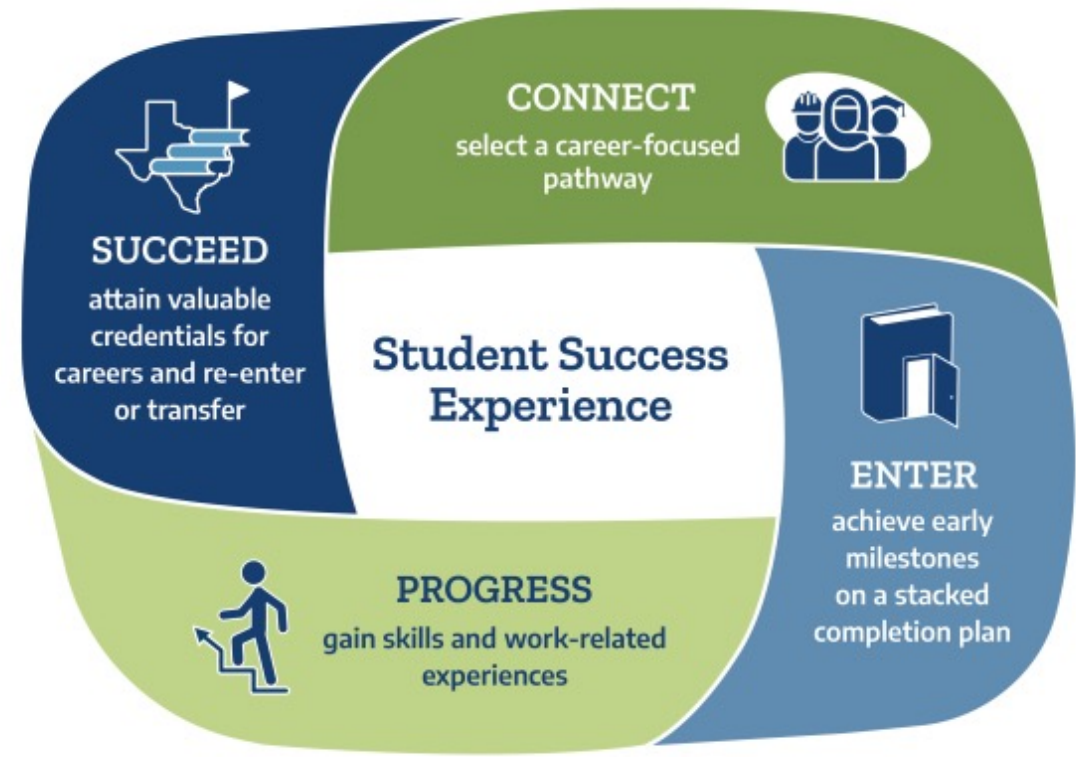 CONNECT
select a career-focused
pathway
SUCCEED
attain valuable
credentials for
careers and re-enter
or transfer
Student Success
Experience
ENTER
achieve early
milestones
on a stacked
completion plan
PROGRESS
gain skills and work-related
experiences